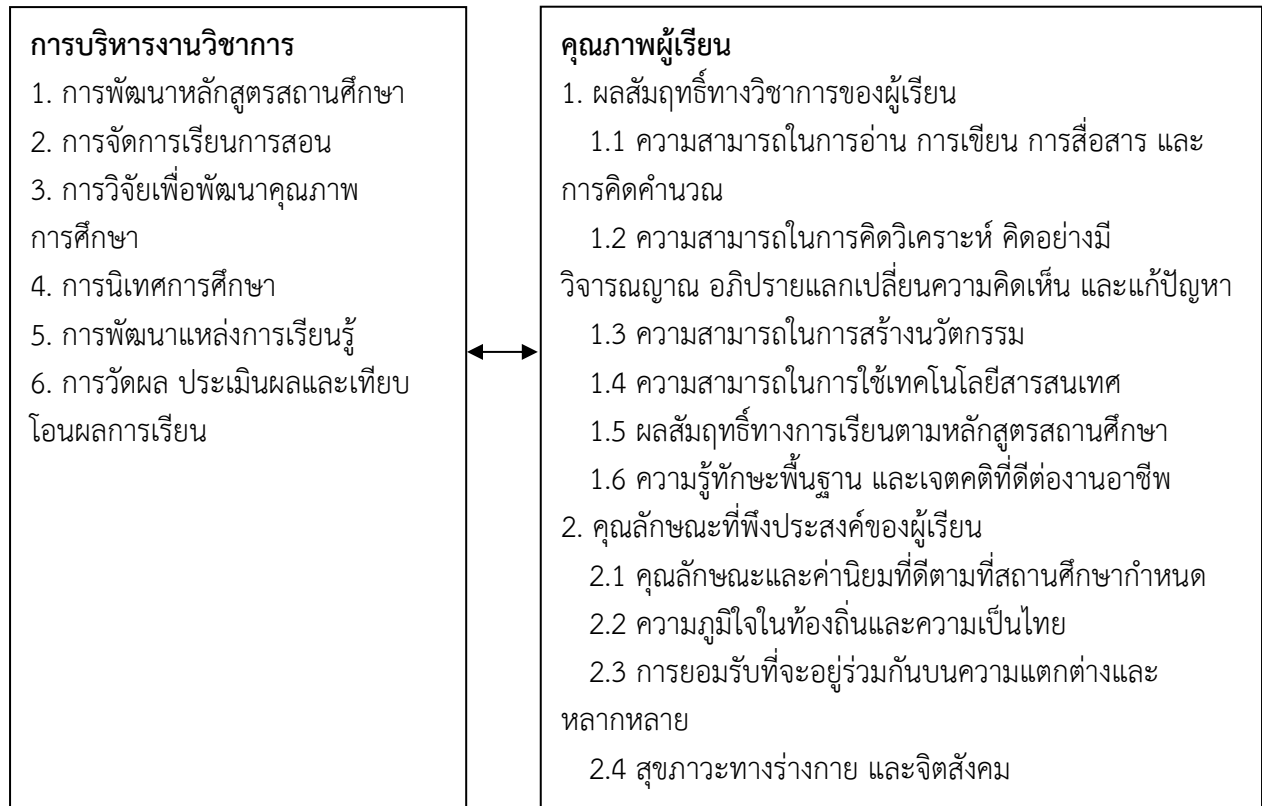 การบริหารงานวิชาการ
1. การพัฒนาหลักสูตรสถานศึกษา
2. การจัดการเรียนการสอน
3. การวิจัยเพื่อพัฒนาคุณภาพ
การศึกษา
4. การนิเทศการศึกษา
5. การพัฒนาแหล่งการเรียนรู้
6. การวัดผล ประเมินผลและเทียบ
โอนผลการเรียน
คุณภาพผู้เรียน
1. ผลสัมฤทธิ์ทางวิชาการของผู้เรียน
1.1 ความสามารถในการอ่าน การเขียน การสื่อสาร และ
การคิดคำนวณ
1.2 ความสามารถในการคิดวิเคราะห์ คิดอย่างมี
วิจารณญาณ อภิปรายแลกเปลี่ยนความคิดเห็น และแก้ปัญหา
1.3 ความสามารถในการสร้างนวัตกรรม
1.4 ความสามารถในการใช้เทคโนโลยีสารสนเทศ
1.5 ผลสัมฤทธิ์ทางการเรียนตามหลักสูตรสถานศึกษา
1.6 ความรู้ทักษะพื้นฐาน และเจตคติที่ดีต่องานอาชีพ
2. คุณลักษณะที่พึงประสงค์ของผู้เรียน
2.1 คุณลักษณะและค่านิยมที่ดีตามที่สถานศึกษากำหนด
2.2 ความภูมิใจในท้องถิ่นและความเป็นไทย
2.3 การยอมรับที่จะอยู่ร่วมกันบนความแตกต่างและ
หลากหลาย
2.4 สุขภาวะทางร่างกาย และจิตสังคม